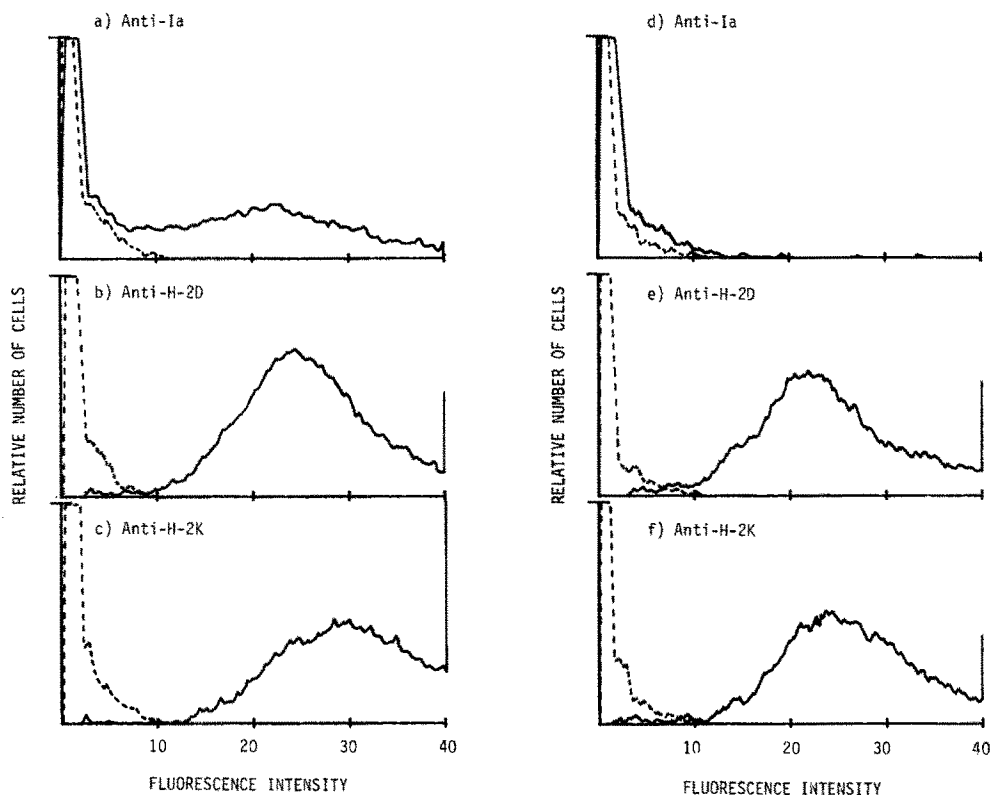 a) Anti-Ia
d) Anti-Ia
b) Anti-H-2D
e) Anti-H-2D
c) Anti-H-2K
f) Anti-H-2K
RELATIVE NUMBER OF CELLS
RELATIVE NUMBER OF CELLS
10 20 30 40
10 20 30 40
FLUORESCENCE INTENSITY
FLUORESCENCE INTENSITY